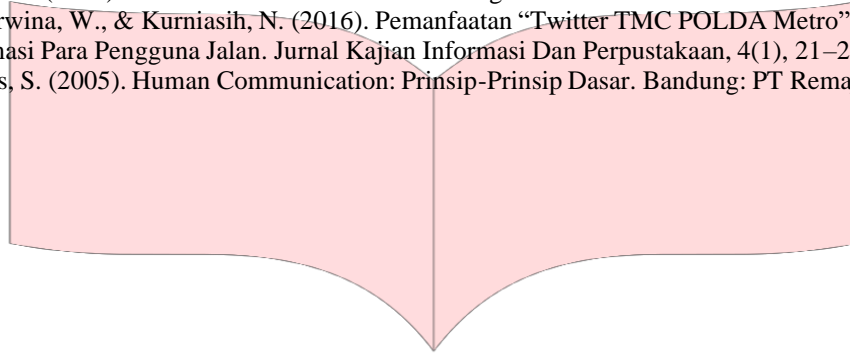 rwina, W., & Kurniasih, N. (2016). Pemanfaatan “Twitter TMC POLDA Metro”
nasi Para Pengguna Jalan. Jurnal Kajian Informasi Dan Perpustakaan, 4(1), 21–2
s, S. (2005). Human Communication: Prinsip-Prinsip Dasar. Bandung: PT Rema